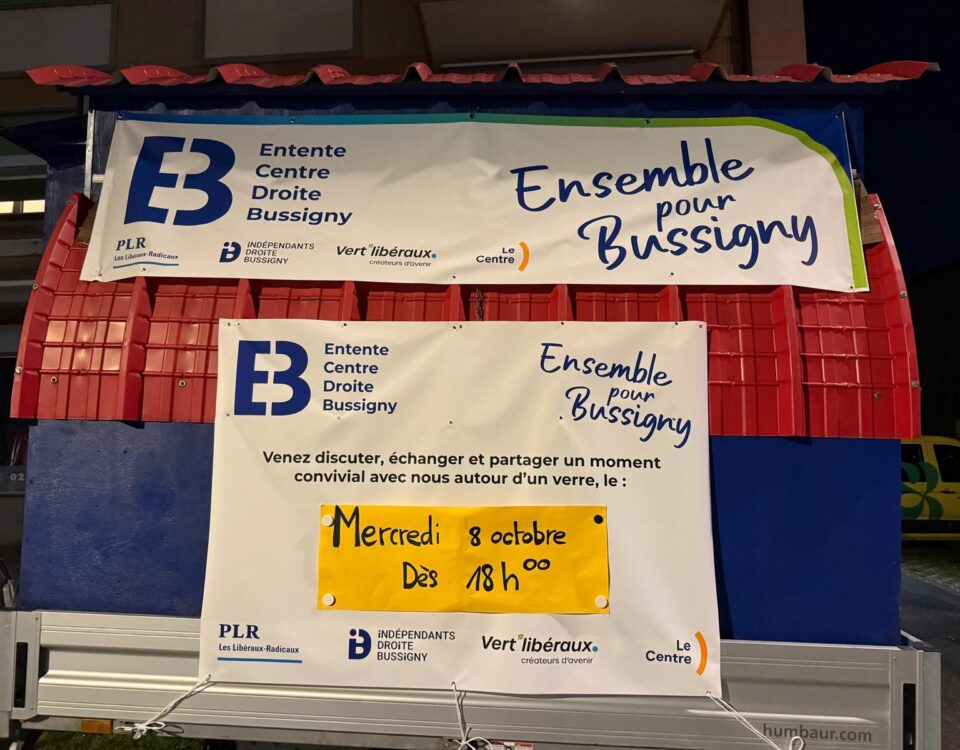 EB
Entente
Centre
Droite
Bussigny
Ensemble
pour
Bussigny
PLR
Les Libéraux-Radicaux
iNDÉPENDANTS
DROiTE
BUSSiGNY
Vert'libéraux.
créateurs d'avenir
Le
Centre
EB
Entente
Centre
Droite
Bussigny
Ensemble
pour
Bussigny
Venez discuter, échanger et partager un moment
convivial avec nous autour d'un verre, le :
Mercredi 8 octobre
Dès 18h00
PLR
Les Libéraux-Radicaux
iNDÉPENDANTS
DROiTE
BUSSiGNY
Vert'libéraux.
créateurs d'avenir
Le
Centre
humbaur.com